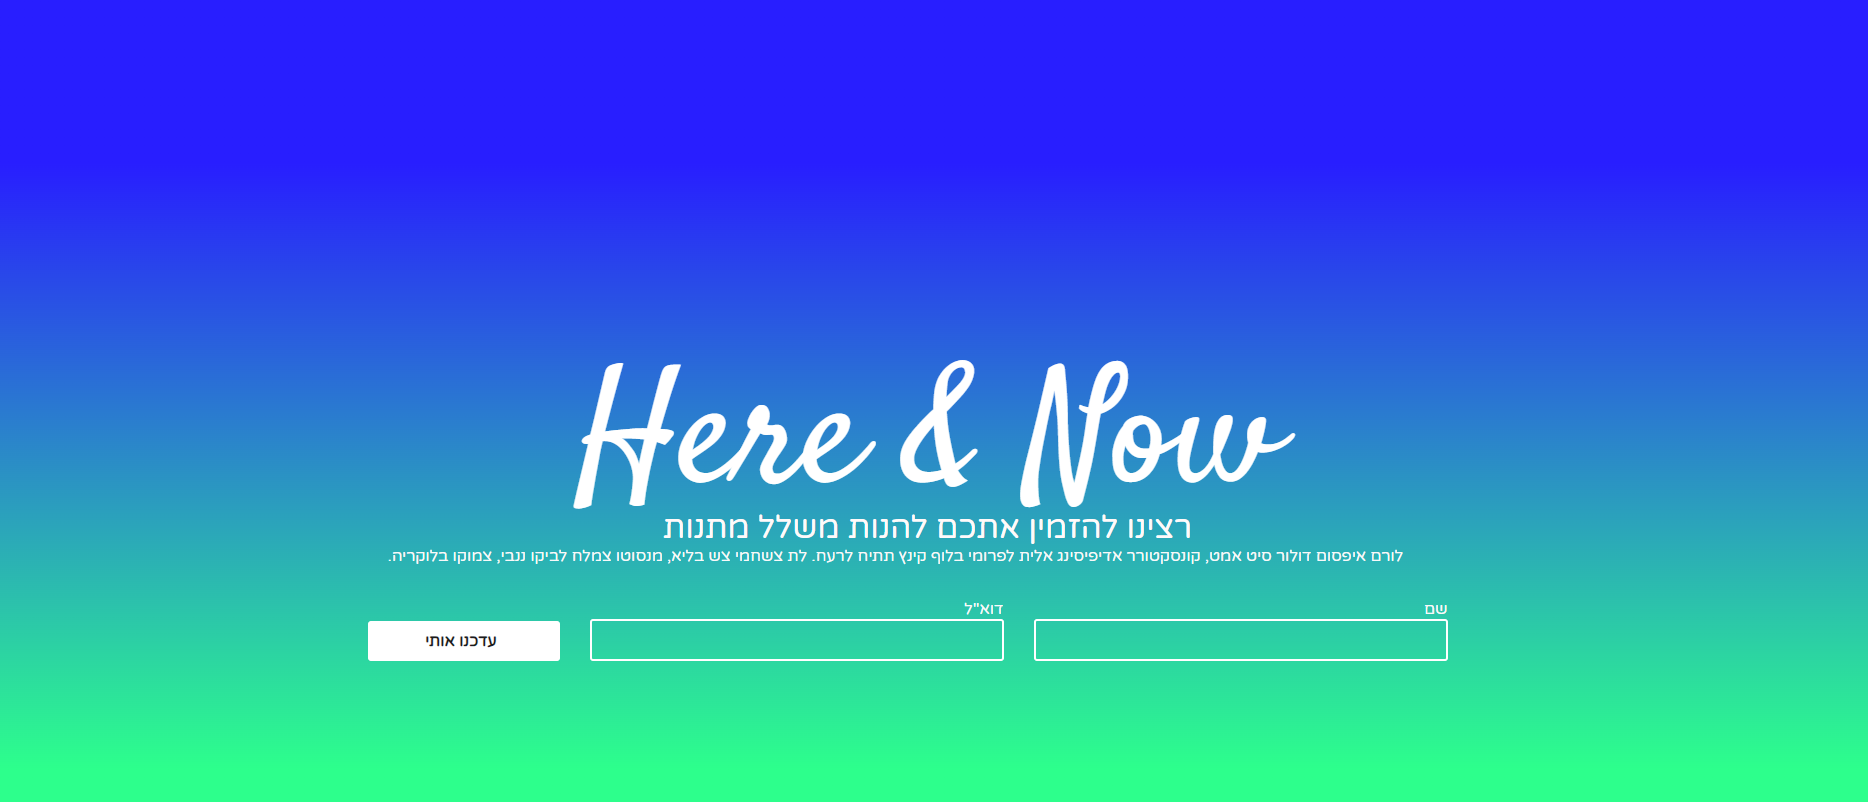 Here & Now
רצינו להזמין אתכם להנות משלל מתנות
לורם איפסום דולור סיט אמט, קונסקטורר אדיפיסינג אלית לפרומי בלוף קינץ תתיח לרעח. לת צשחמי צש בליא, מנסוטו צמלח לביקו ננבי, צמוקו בלוקריה.
שם
דוא"ל
עדכנו אותי